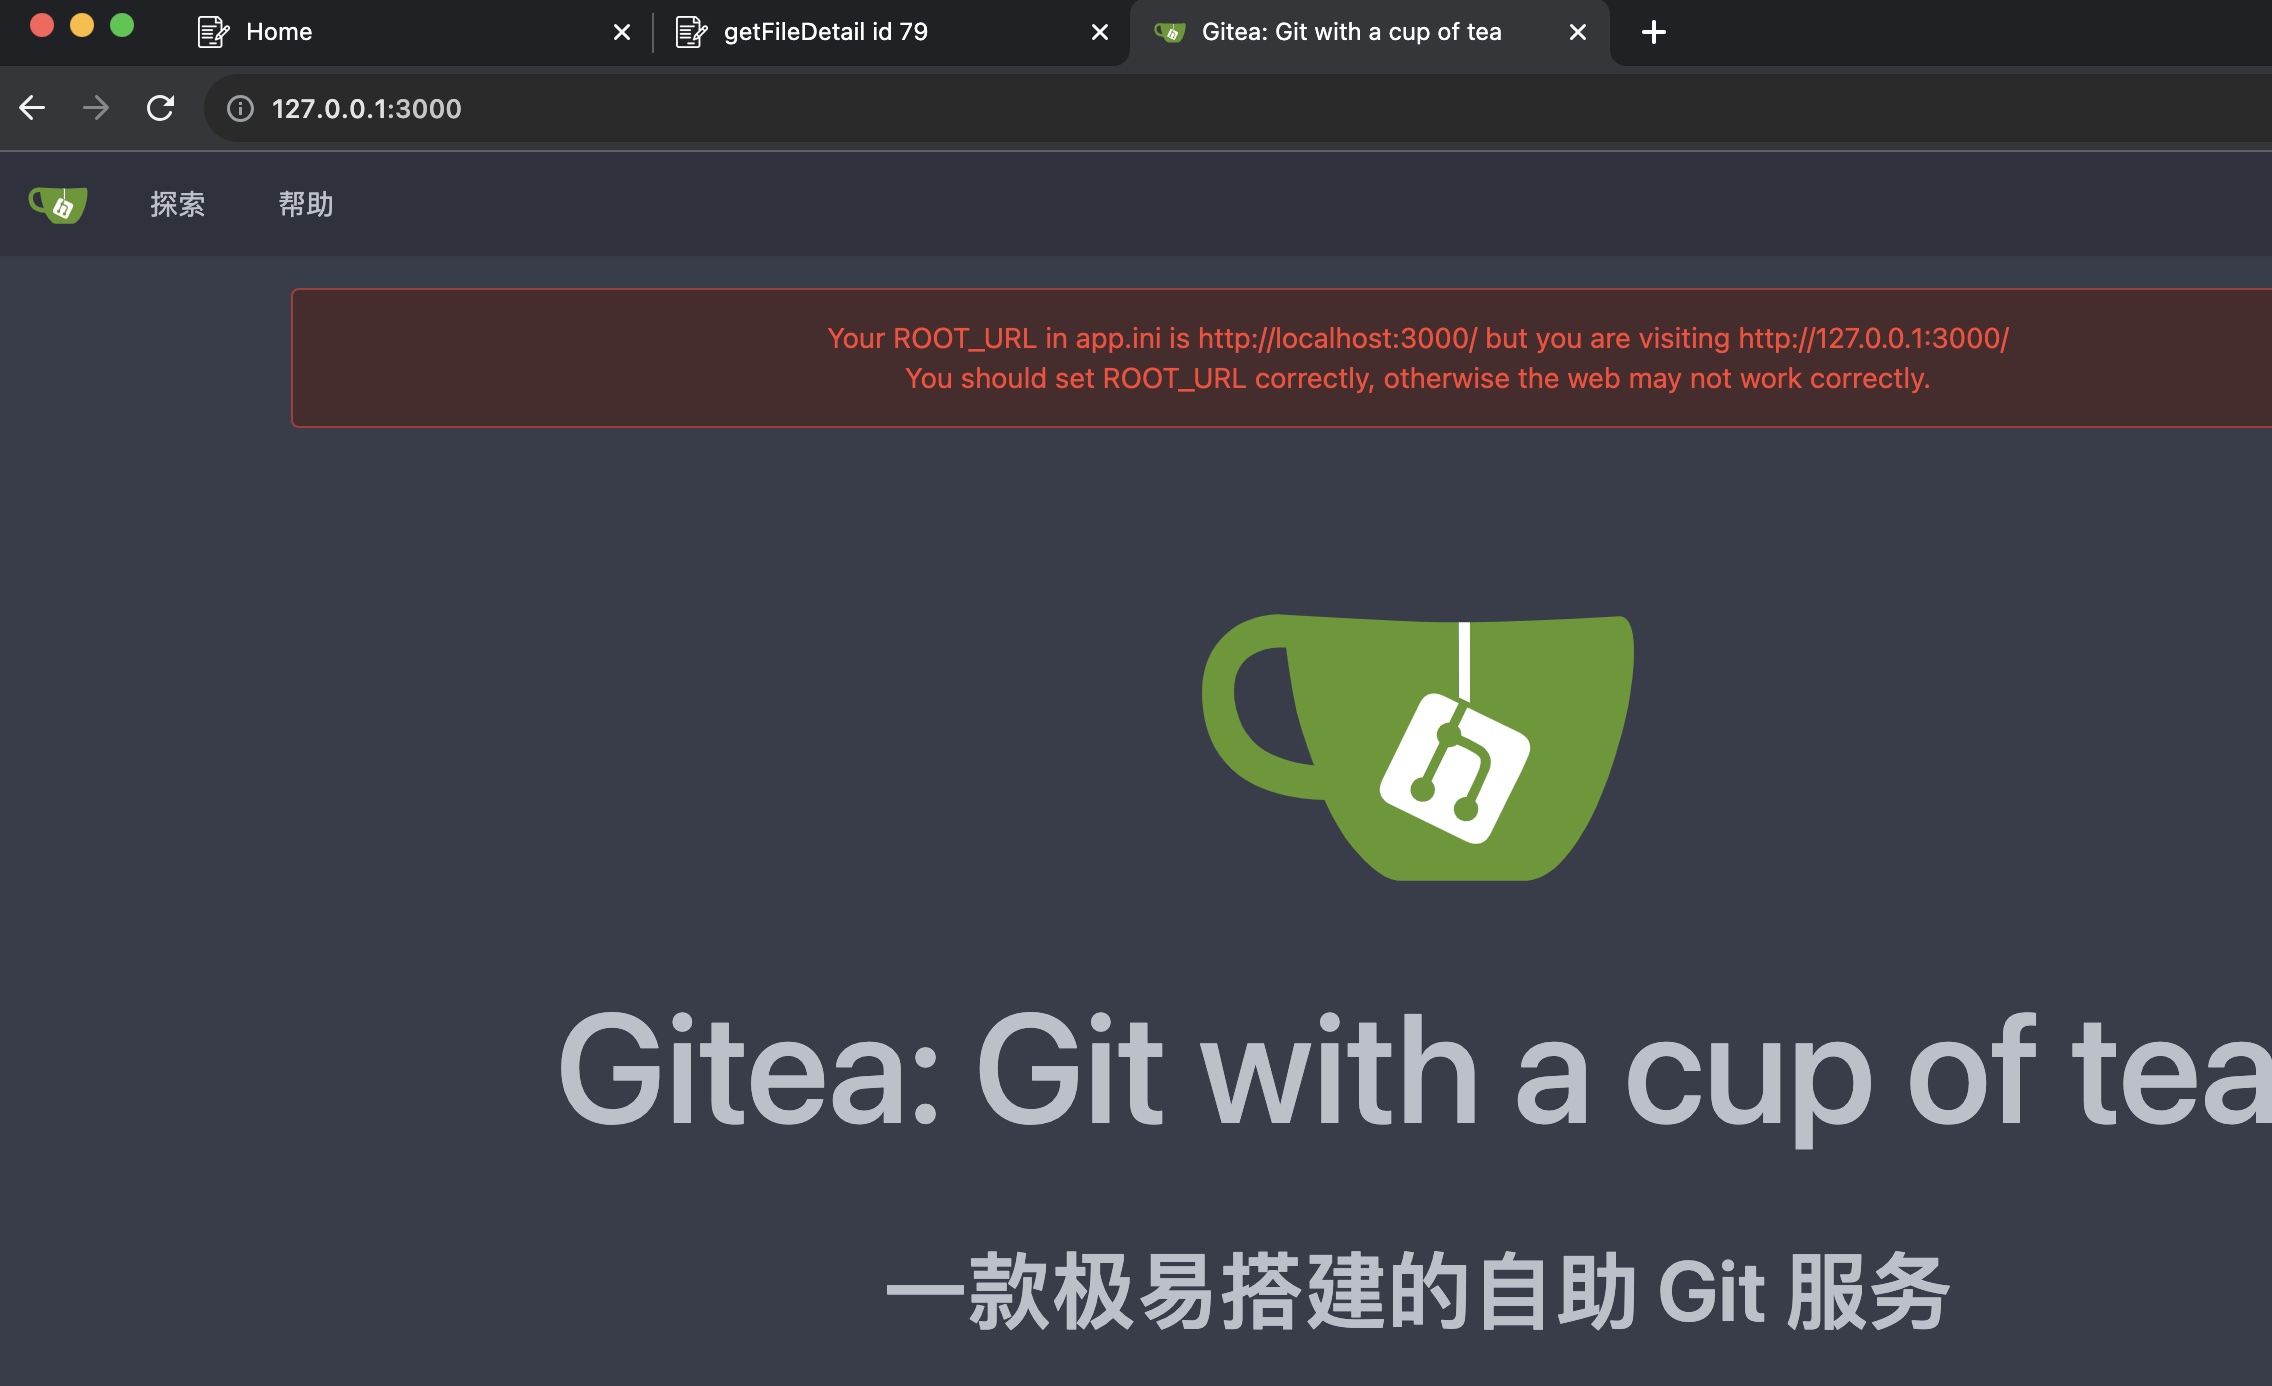 Home
getFileDetail id 79
Gitea: Git with a cup of tea
127.0.0.1:3000
探索 帮助
Your ROOT_URL in app.ini is http://localhost:3000/ but you are visiting http://127.0.0.1:3000/
You should set ROOT_URL correctly, otherwise the web may not work correctly.
Gitea: Git with a cup of tea
一款极易搭建的自助 Git 服务